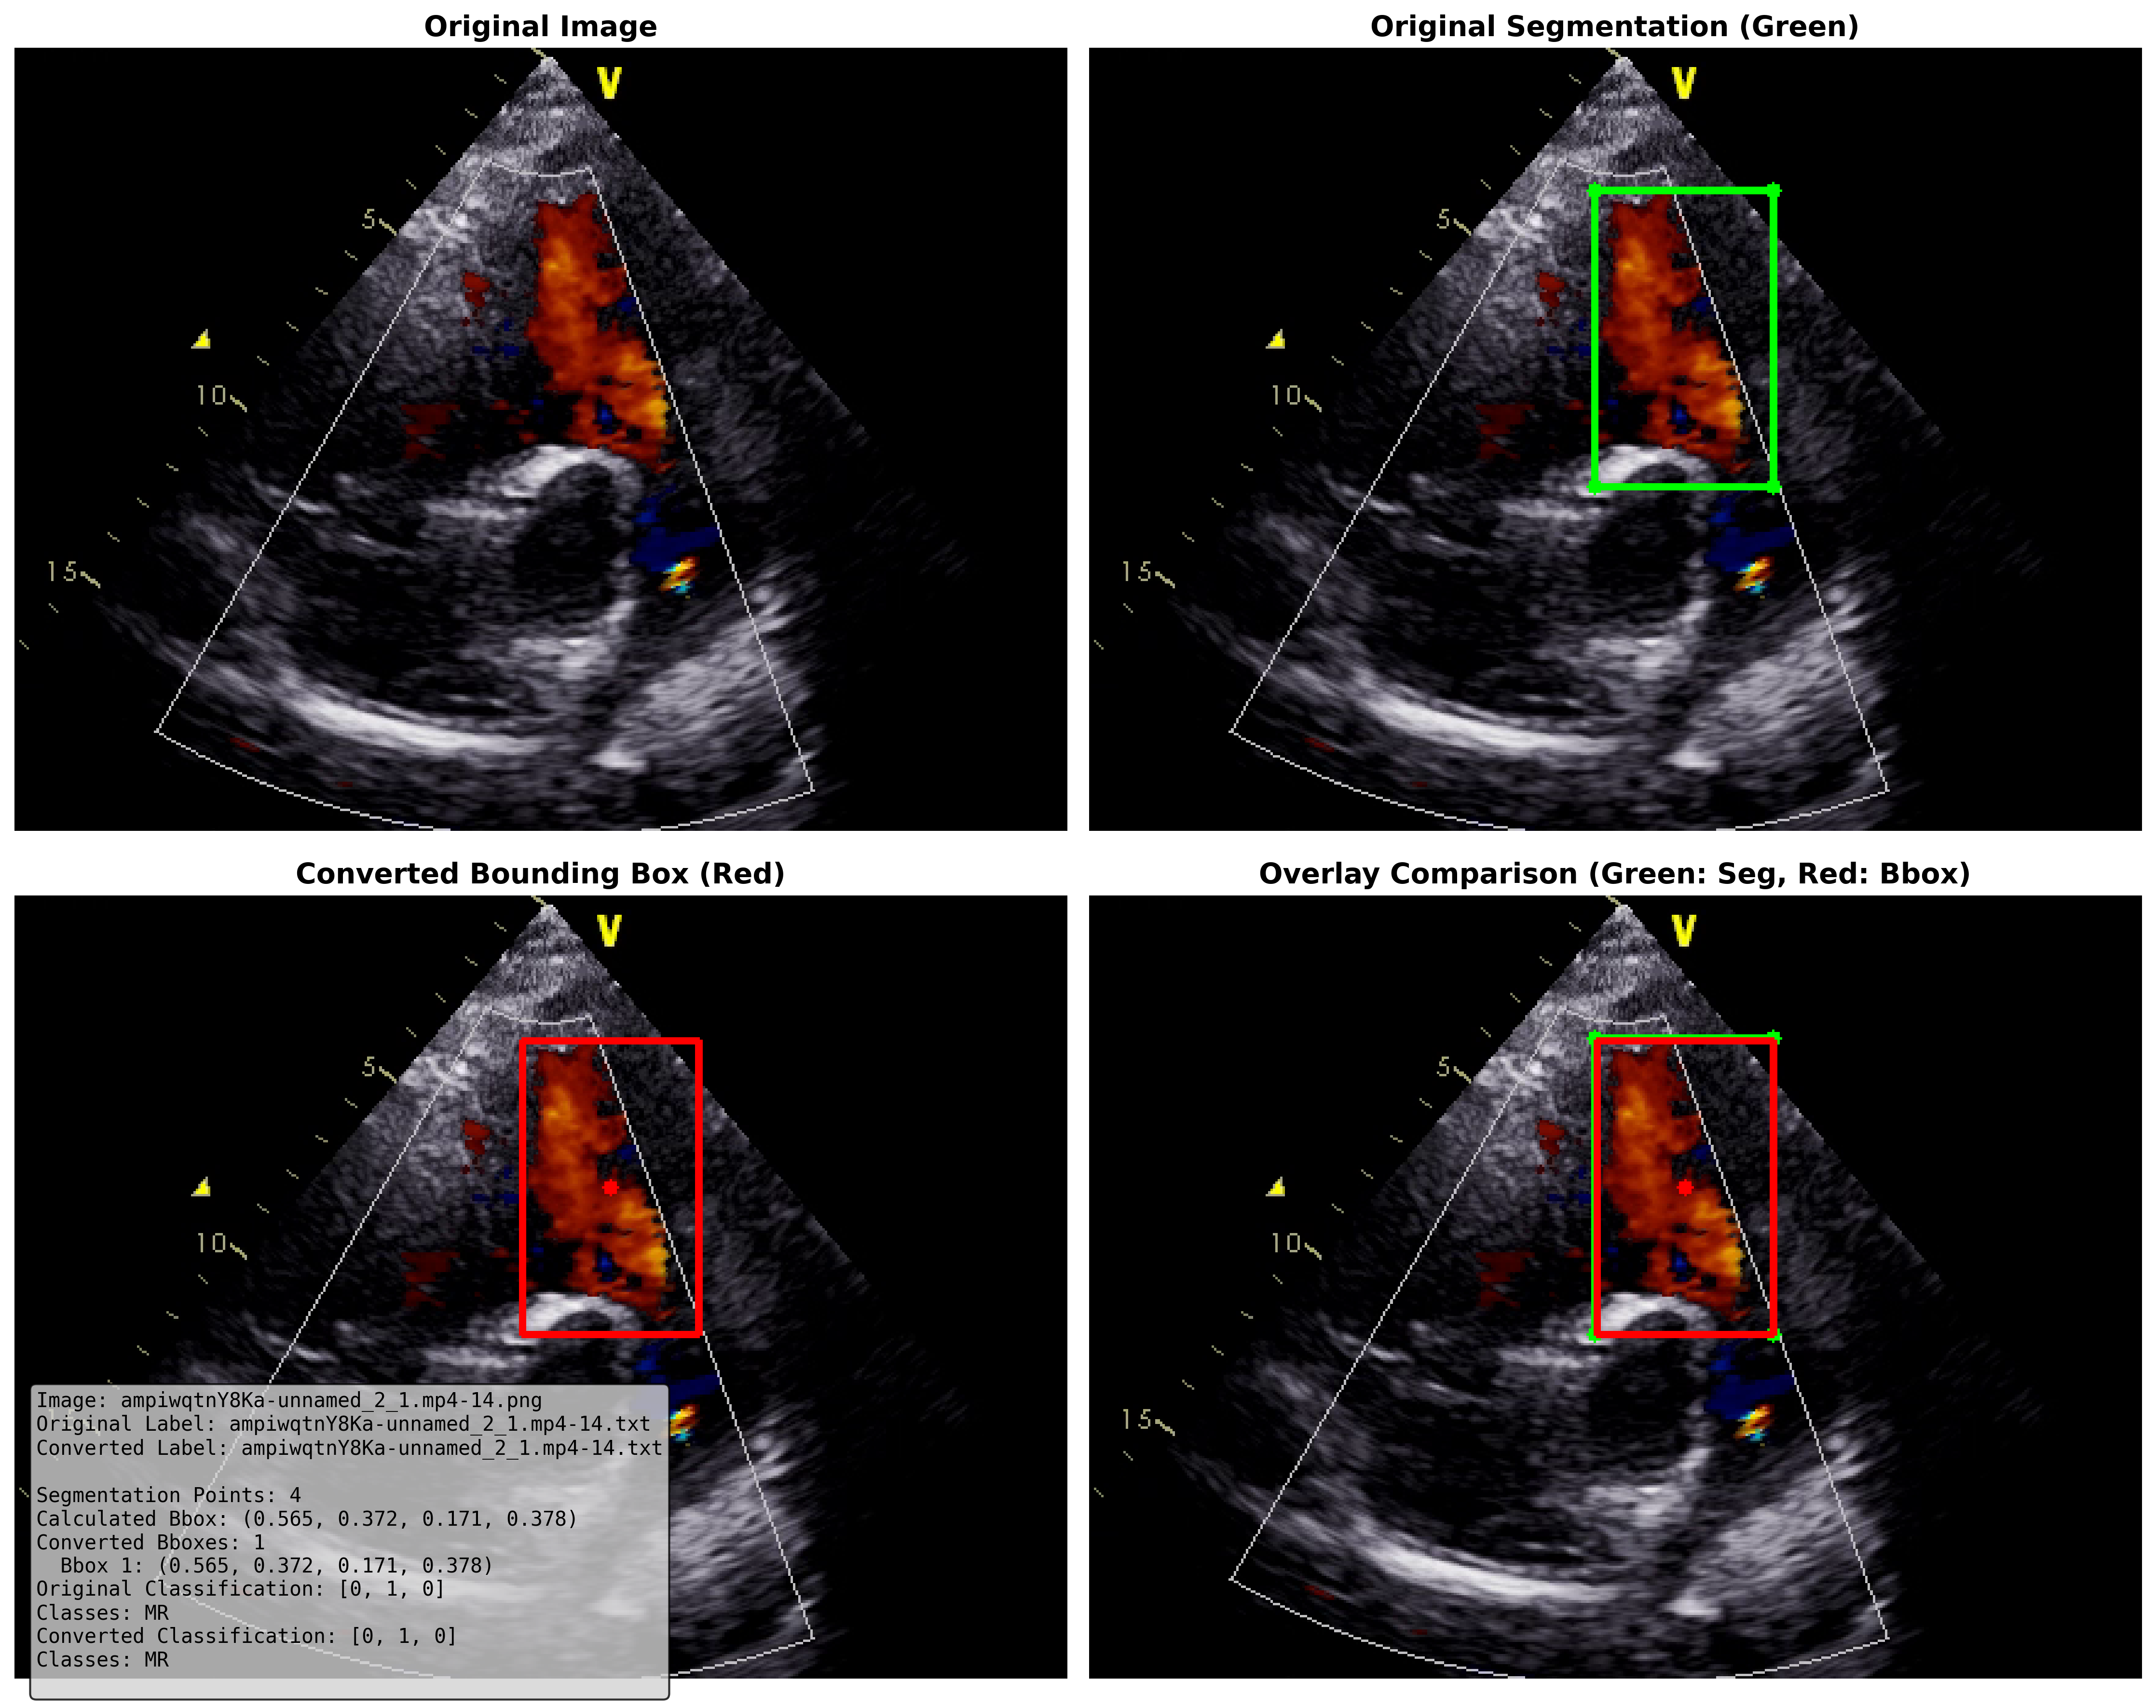 Original Image
Original Segmentation (Green)
V
5
10
15
V
5
10
15
Converted Bounding Box (Red)
Overlay Comparison (Green: Seg, Red: Bbox)
V
5
10
V
5
10
15
Image: ampiwqtnY8Ka-unnamed_2_1.mp4-14.png
Original Label: ampiwqtnY8Ka-unnamed_2_1.mp4-14.txt
Converted Label: ampiwqtnY8Ka-unnamed_2_1.mp4-14.txt
Segmentation Points: 4
Calculated Bbox: (0.565, 0.372, 0.171, 0.378)
Converted Bboxes: 1
Bbox 1: (0.565, 0.372, 0.171, 0.378)
Original Classification: [0, 1, 0]
Classes: MR
Converted Classification: [0, 1, 0]
Classes: MR